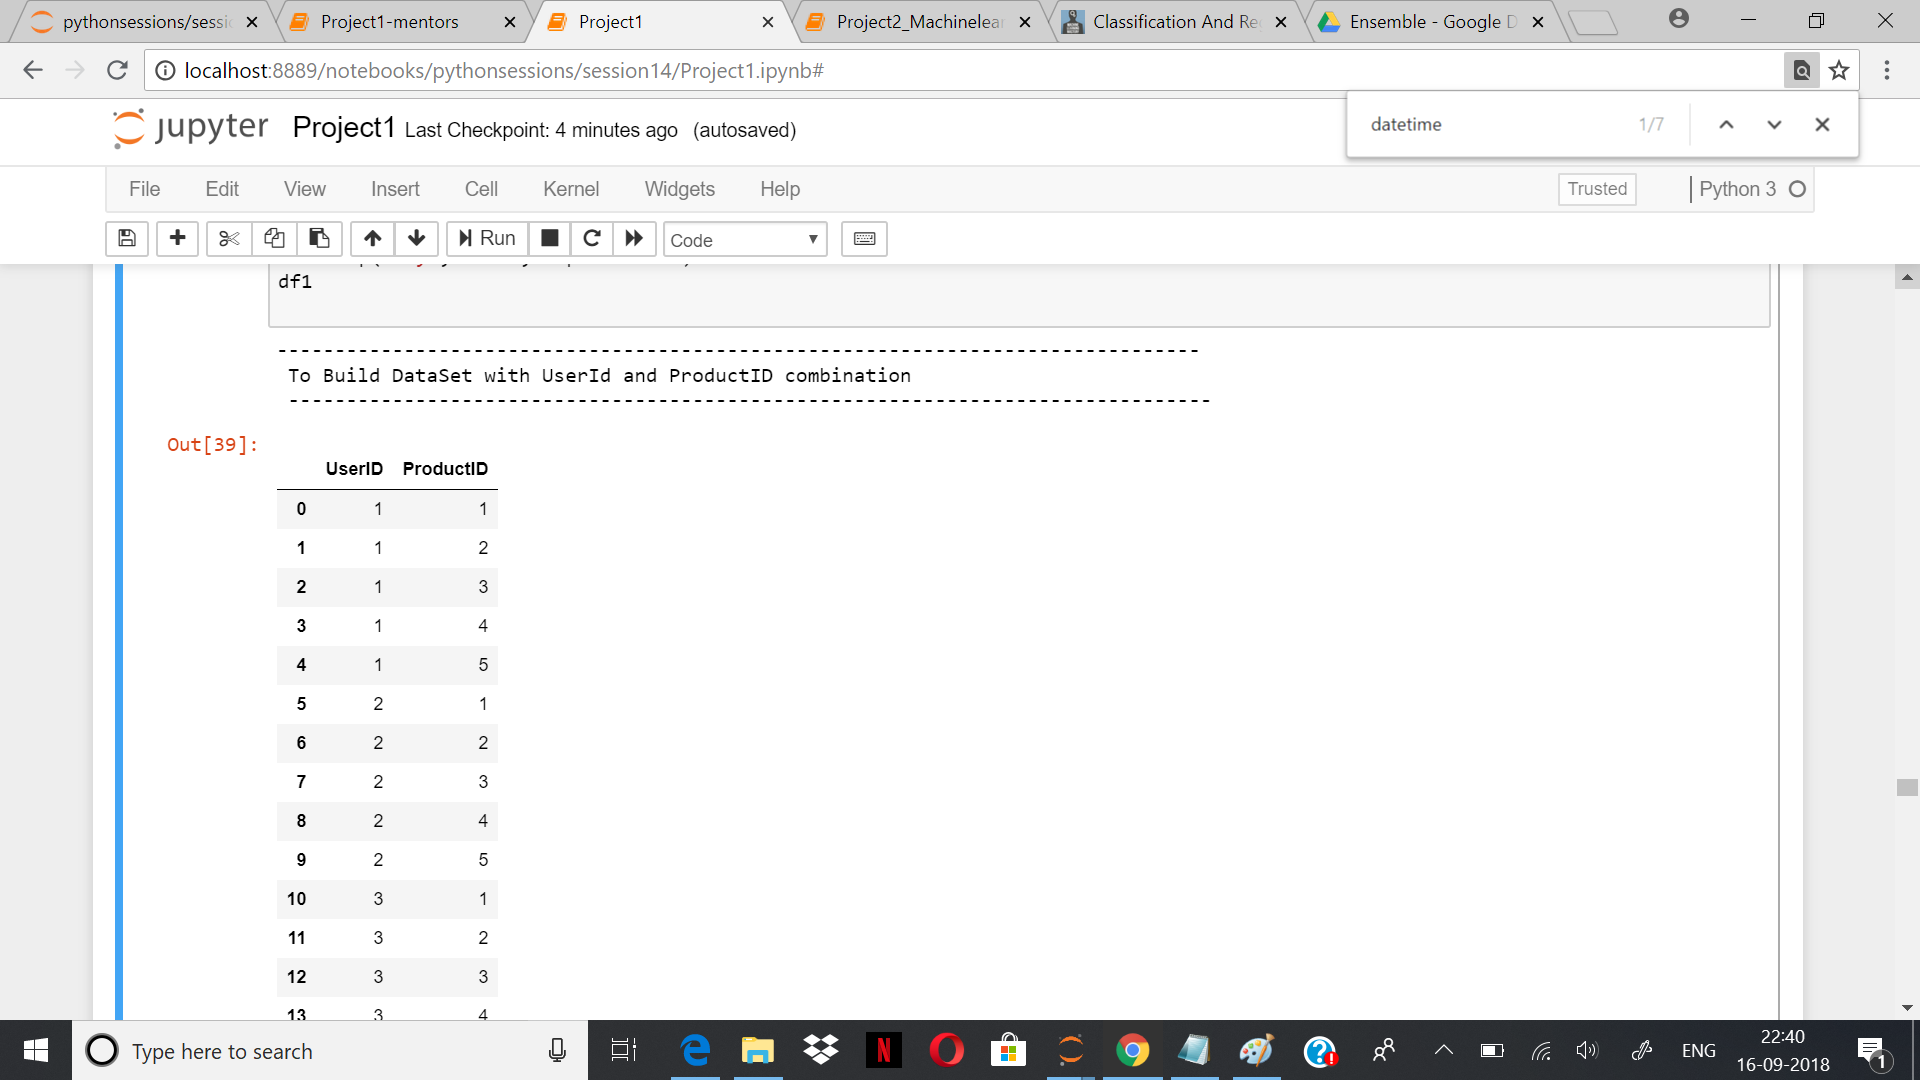 pythonsessions/sessi
Project1-mentors
Project1
Project2_Machinelear
Classification And Re
Ensemble - Google D
localhost:8889/notebooks/pythonsessions/session14/Project1.ipynb#
datetime 1/7
jupyter Project1 Last Checkpoint: 4 minutes ago (autosaved)
File Edit View Insert Cell Kernel Widgets Help Trusted Python 3
Run Code
df1
--------------------------------------------------------------------------------
To Build DataSet with UserId and ProductID combination
--------------------------------------------------------------------------------
Out[39]:
UserID ProductID
0 1 1
1 1 2
2 1 3
3 1 4
4 1 5
5 2 1
6 2 2
7 2 3
8 2 4
9 2 5
10 3 1
11 3 2
12 3 3
13 3 4
Type here to search
N
ENG
22:40
16-09-2018
1